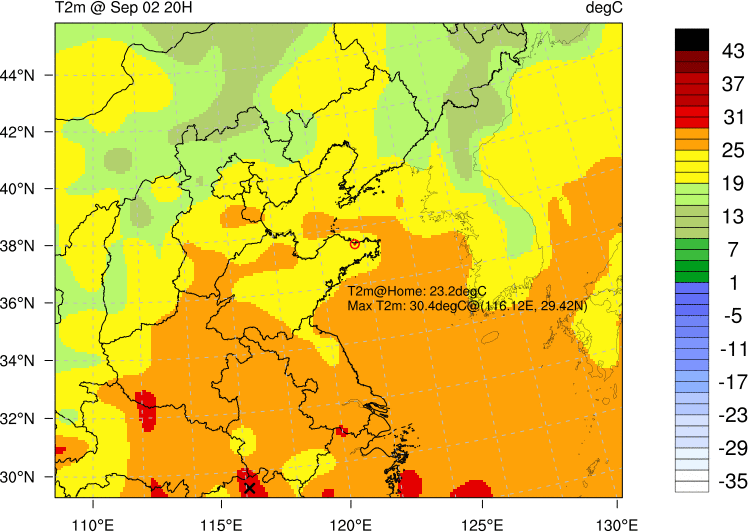 T2m @ Sep 02 20H
degC
44°N
42°N
40°N
38°N
36°N
34°N
32°N
30°N
T2m@Home: 23.2degC
Max T2m: 30.4degC@(116.12E, 29.42N)
110°E
115°E
120°E
125°E
130°E
43
37
31
25
19
13
7
1
-5
-11
-17
-23
-29
-35